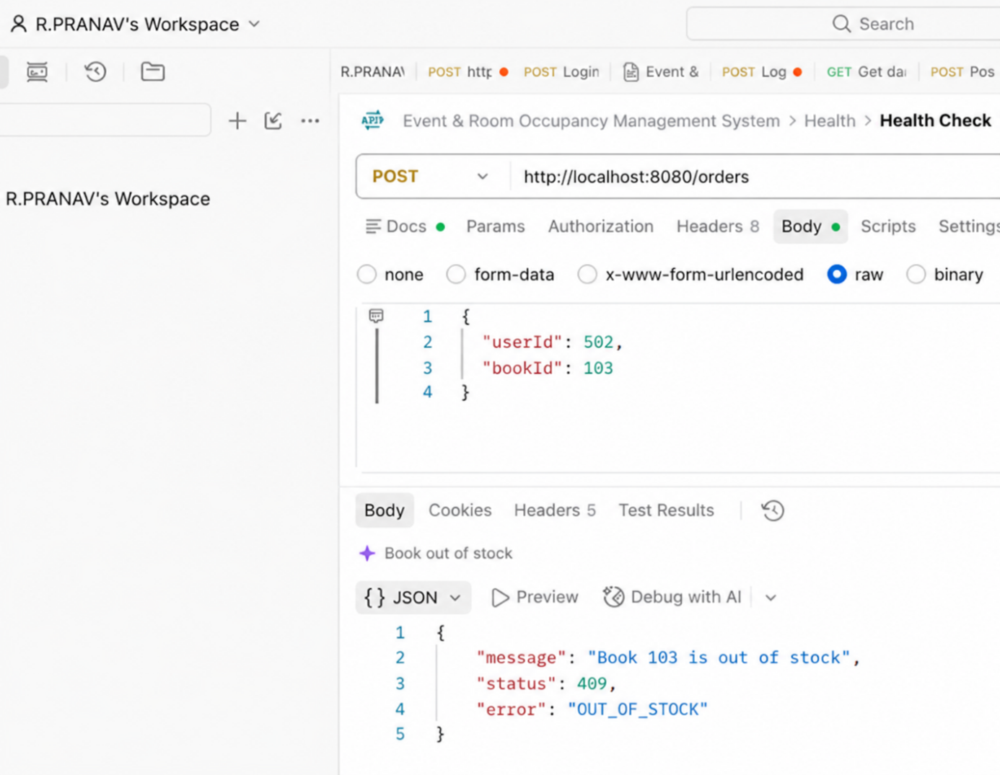 R.PRANAV's Workspace
Search
R.PRANAV
POST http
POST Login
Event &
POST Log
GET Get da
POST Pos
API
Event & Room Occupancy Management System > Health > Health Check
R.PRANAV's Workspace
POST http://localhost:8080/orders
Docs Params Authorization Headers 8 Body Scripts Settings
none form-data x-www-form-urlencoded raw binary
1 {
2 "userId": 502,
3 "bookId": 103
4 }
Body Cookies Headers 5 Test Results
Book out of stock
{} JSON Preview Debug with AI
1 {
2 "message": "Book 103 is out of stock",
3 "status": 409,
4 "error": "OUT_OF_STOCK"
5 }